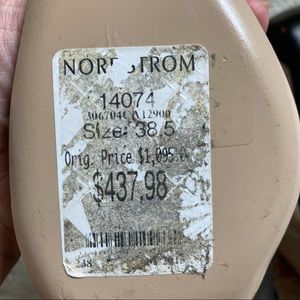 NORDSTROM
14074
Size: 38.5
Orig. Price $1,095.
$437.98